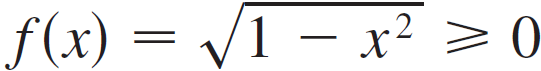 f(x) = √(1 − x²) ⩾ 0